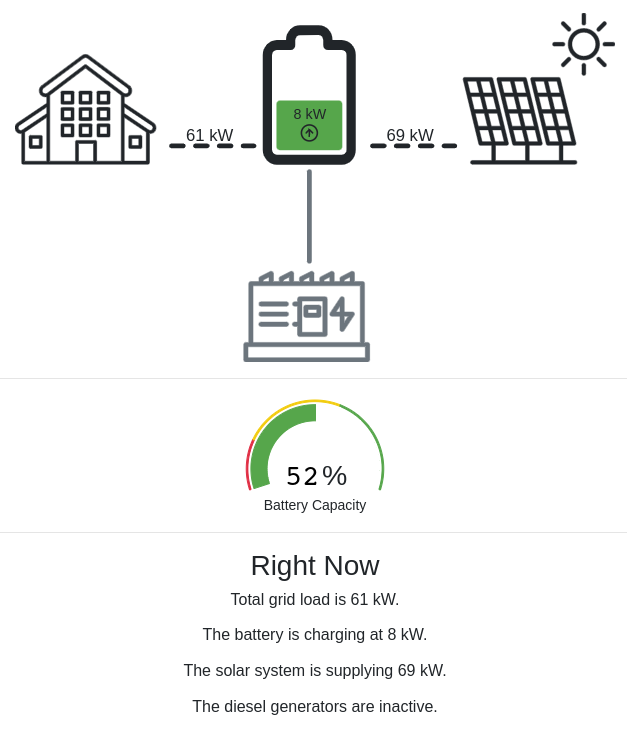 8 kW
61 kW
69 kW
52%
Battery Capacity
Right Now
Total grid load is 61 kW.
The battery is charging at 8 kW.
The solar system is supplying 69 kW.
The diesel generators are inactive.